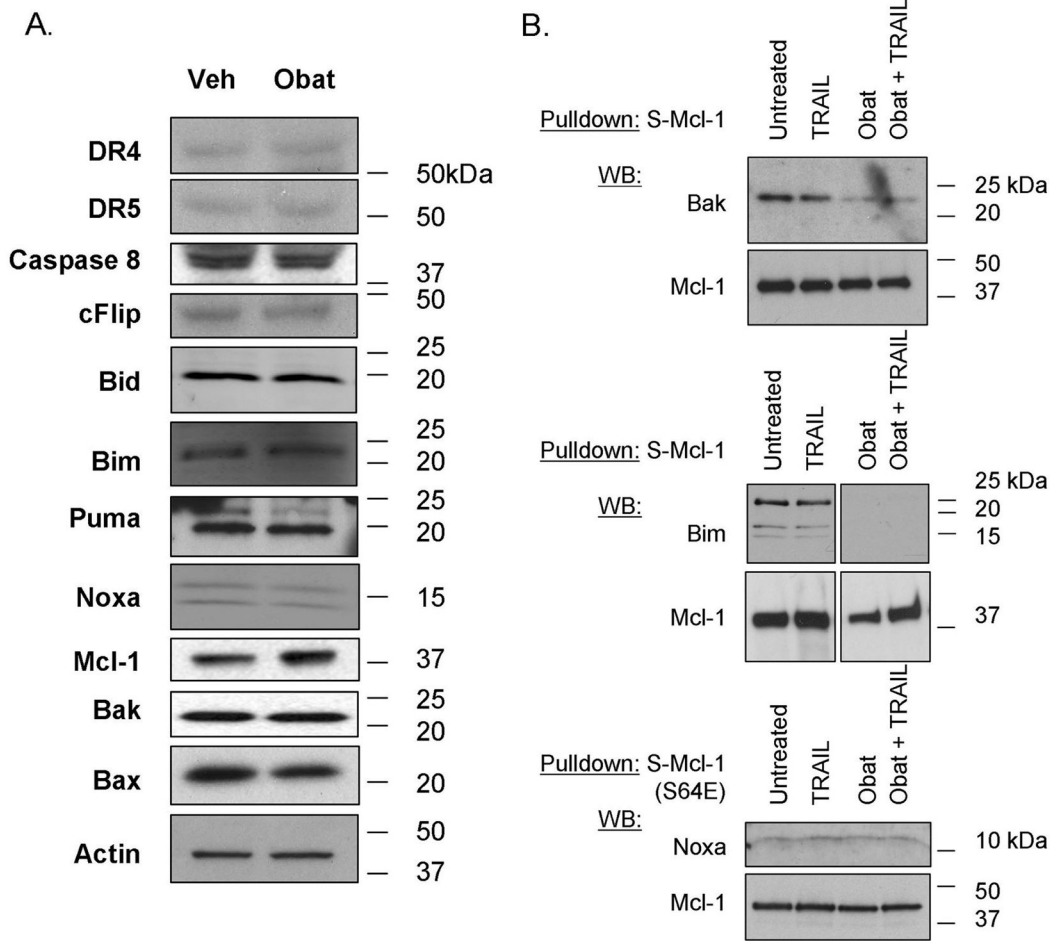 A.
Veh Obat
DR4
50kDa
DR5
50
Caspase 8
37
cFlip
50
25
Bid
20
25
Bim
20
25
Puma
20
Noxa
15
Mcl-1
37
Bak
25
20
Bax
20
50
Actin
37
B.
Untreated
TRAIL
Obat
Obat + TRAIL
Pulldown: S-Mcl-1
WB:
Bak
25 kDa
20
Mcl-1
50
37
Untreated
TRAIL
Obat
Obat + TRAIL
Pulldown: S-Mcl-1
WB:
25 kDa
20
Bim
15
Mcl-1
37
Untreated
TRAIL
Obat
Obat + TRAIL
Pulldown: S-Mcl-1
(S64E)
WB:
Noxa
10 kDa
Mcl-1
50
37